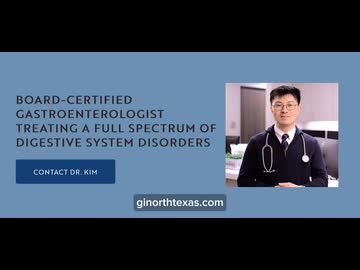 BOARD-CERTIFIED
GASTROENTEROLOGIST
TREATING A FULL SPECTRUM OF
DIGESTIVE SYSTEM DISORDERS
CONTACT DR. KIM
ginorthtexas.com